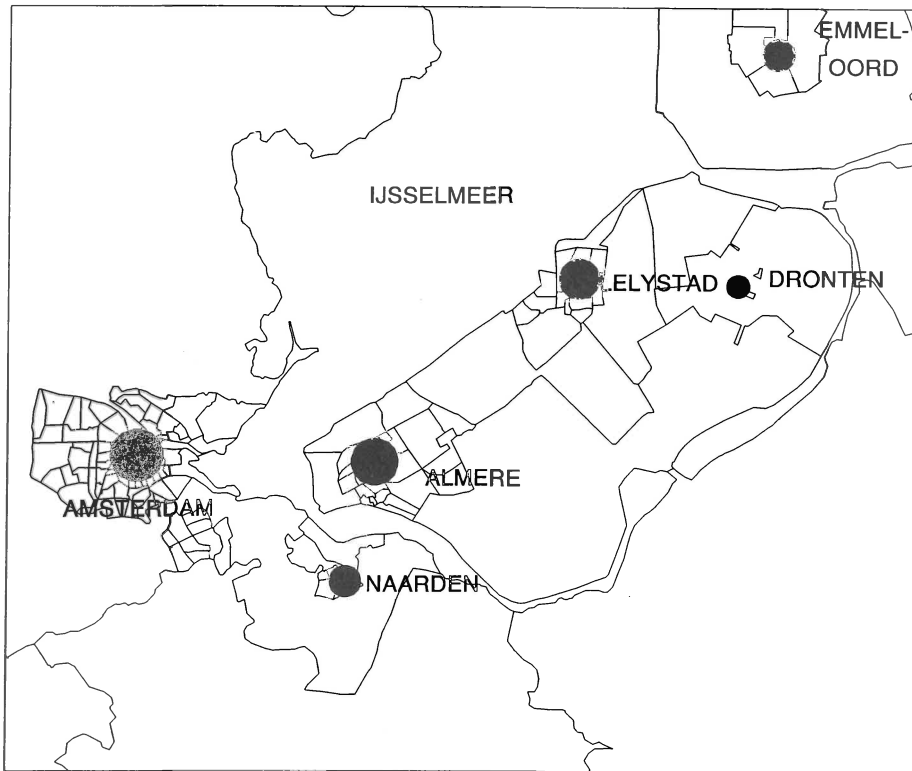 EMMEL-
OORD
IJSSELMEER
LELYSTAD
DRONTEN
ALMERE
AMSTERDAM
NAARDEN